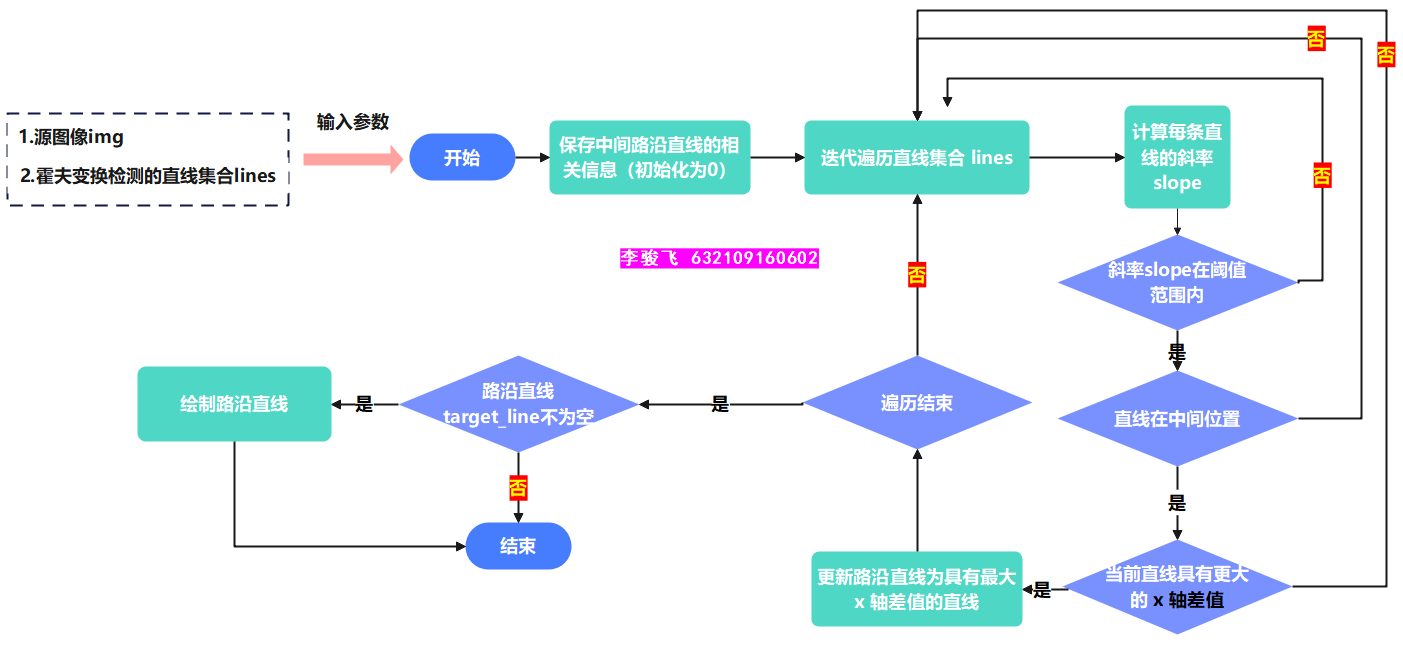 否
否
输入参数
1.源图像img
2.霍夫变换检测的直线集合lines
开始
保存中间路沿直线的相
关信息（初始化为0）
迭代遍历直线集合 lines
计算每条直
线的斜率
slope
否
李骏飞 632109160602
否
斜率slope在阈值
范围内
是
绘制路沿直线
是
路沿直线
target_line不为空
是
遍历结束
直线在中间位置
否
是
结束
更新路沿直线为具有最大
x 轴差值的直线
是
当前直线具有更大
的 x 轴差值